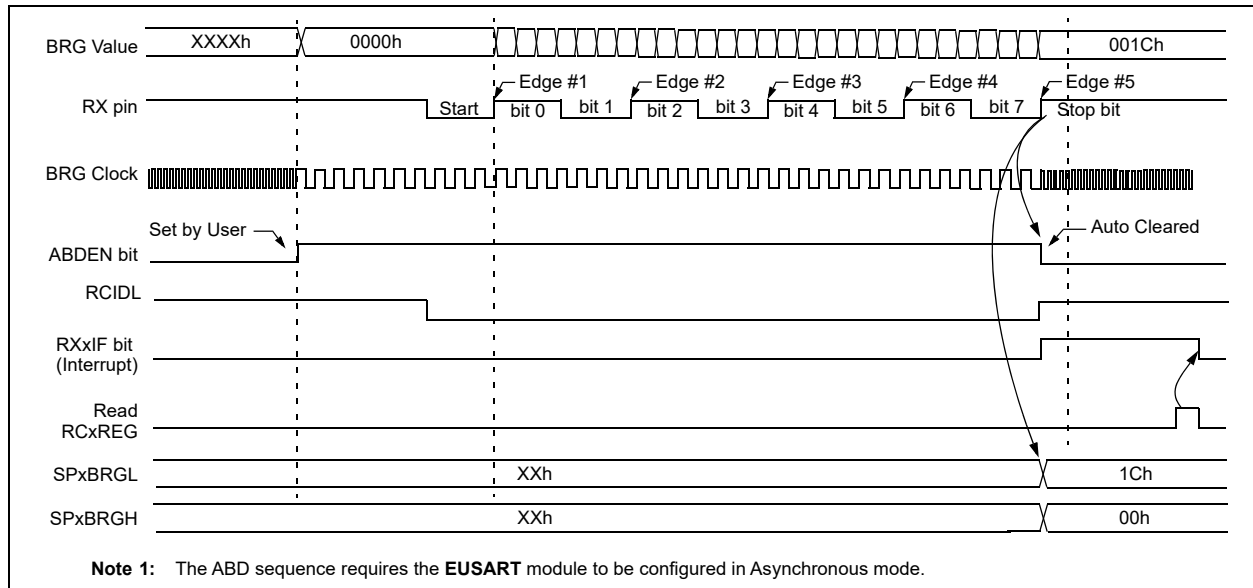 BRG Value XXXXh 0000h 001Ch
Edge #1 Edge #2 Edge #3 Edge #4 Edge #5
RX pin Start bit 0 bit 1 bit 2 bit 3 bit 4 bit 5 bit 6 bit 7 Stop bit
BRG Clock
Set by User Auto Cleared
ABDEN bit
RCIDL
RXxIF bit
(Interrupt)
Read
RCxREG
SPxBRGL XXh 1Ch
SPxBRGH XXh 00h
Note 1: The ABD sequence requires the EUSART module to be configured in Asynchronous mode.